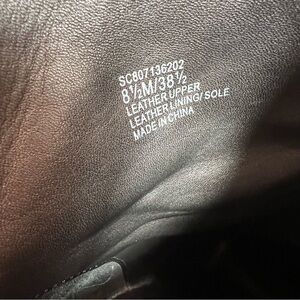 SC807136202
8½M/38½
LEATHER UPPER
LEATHER LINING/SOLE
MADE IN CHINA